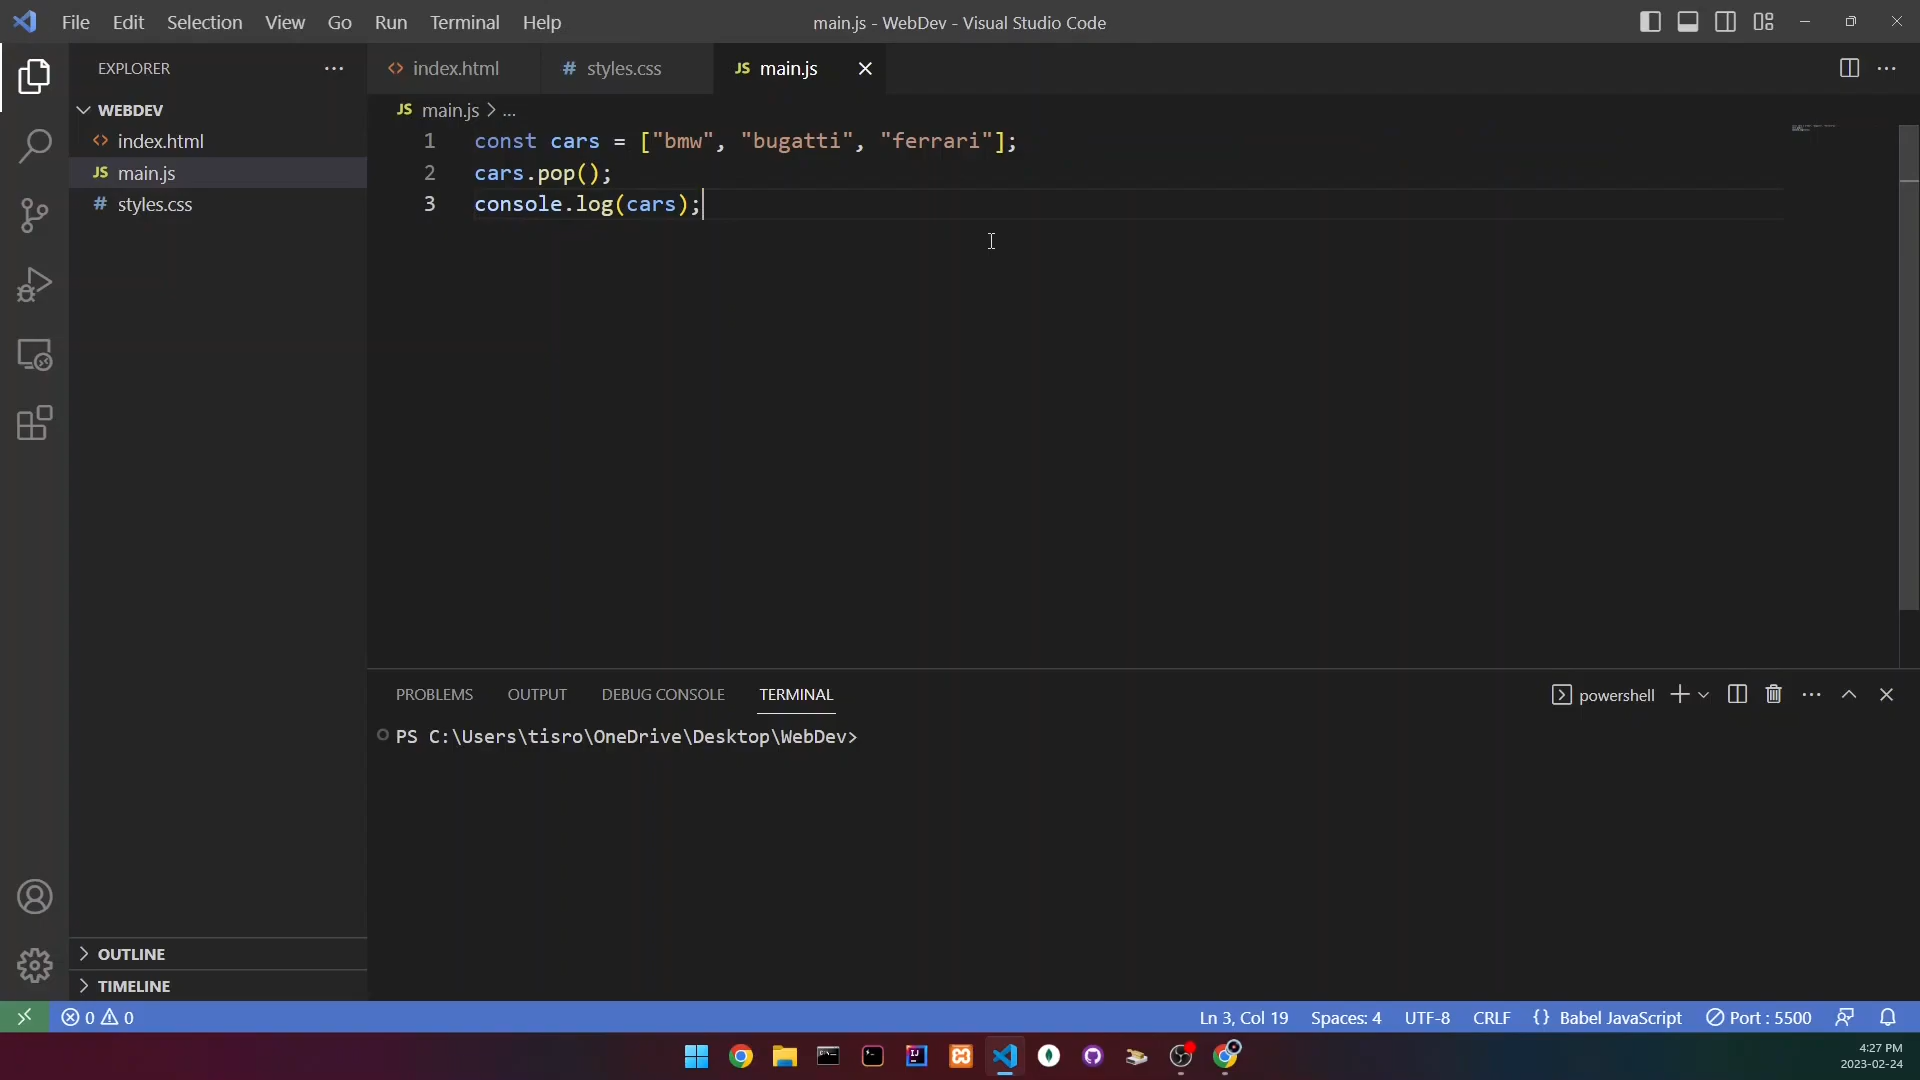 File Edit Selection View Go Run Terminal Help main.js - WebDev - Visual Studio Code
EXPLORER ...
WEBDEV
index.html
JS main.js
# styles.css
OUTLINE
TIMELINE
<> index.html # styles.css JS main.js
JS main.js > ...
1 const cars = ["bmw", "bugatti", "ferrari"];
2 cars.pop();
3 console.log(cars);
PROBLEMS OUTPUT DEBUG CONSOLE TERMINAL powershell
PS C:\Users\tisro\OneDrive\Desktop\WebDev>
0 0 Ln 3, Col 19 Spaces: 4 UTF-8 CRLF {} Babel JavaScript Port : 5500
4:27 PM
2023-02-24